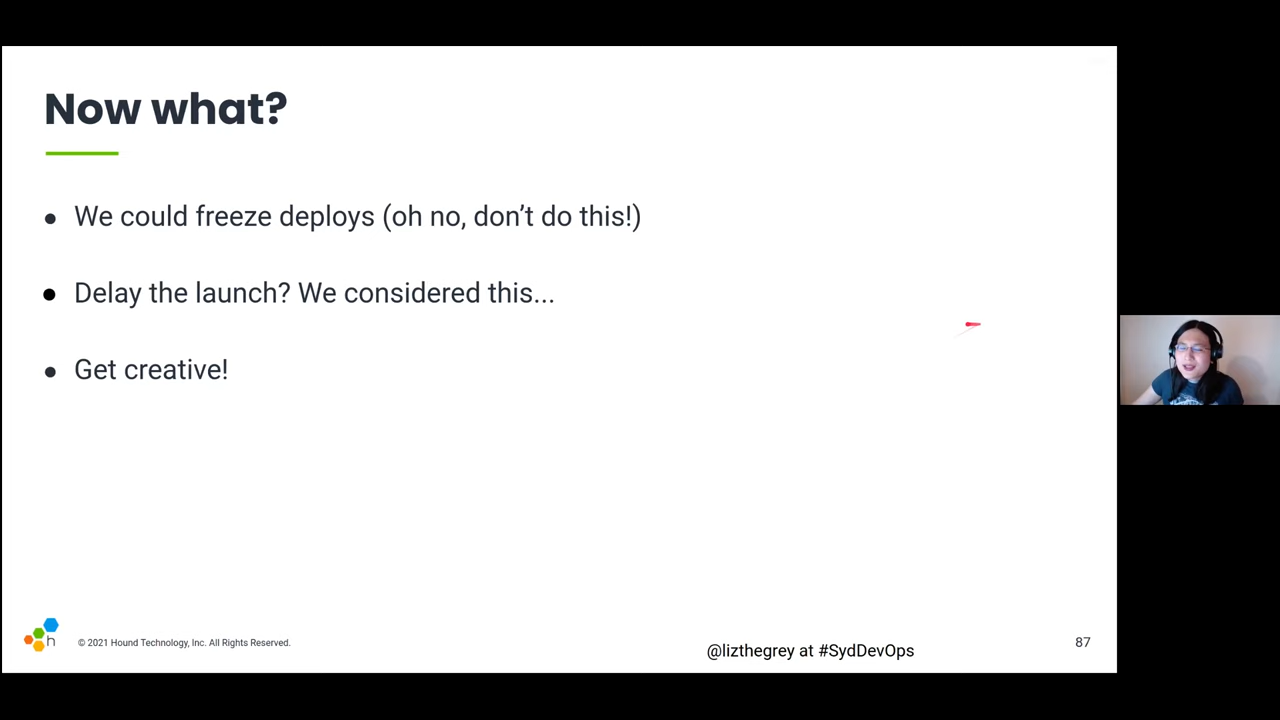 Now what?
● We could freeze deploys (oh no, don’t do this!)
● Delay the launch? We considered this...
● Get creative!
h
© 2021 Hound Technology, Inc. All Rights Reserved.
@lizthegrey at #SydDevOps
87